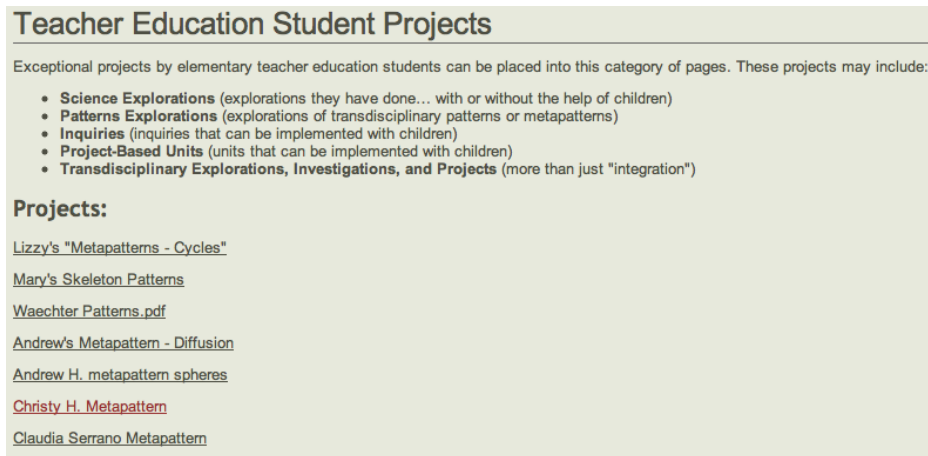 Teacher Education Student Projects
Exceptional projects by elementary teacher education students can be placed into this category of pages. These projects may include:
• Science Explorations (explorations they have done… with or without the help of children)
• Patterns Explorations (explorations of transdisciplinary patterns or metapatterns)
• Inquiries (inquiries that can be implemented with children)
• Project-Based Units (units that can be implemented with children)
• Transdisciplinary Explorations, Investigations, and Projects (more than just "integration")
Projects:
Lizzy's "Metapatterns - Cycles"
Mary's Skeleton Patterns
Waechter Patterns.pdf
Andrew's Metapattern - Diffusion
Andrew H. metapattern spheres
Christy H. Metapattern
Claudia Serrano Metapattern